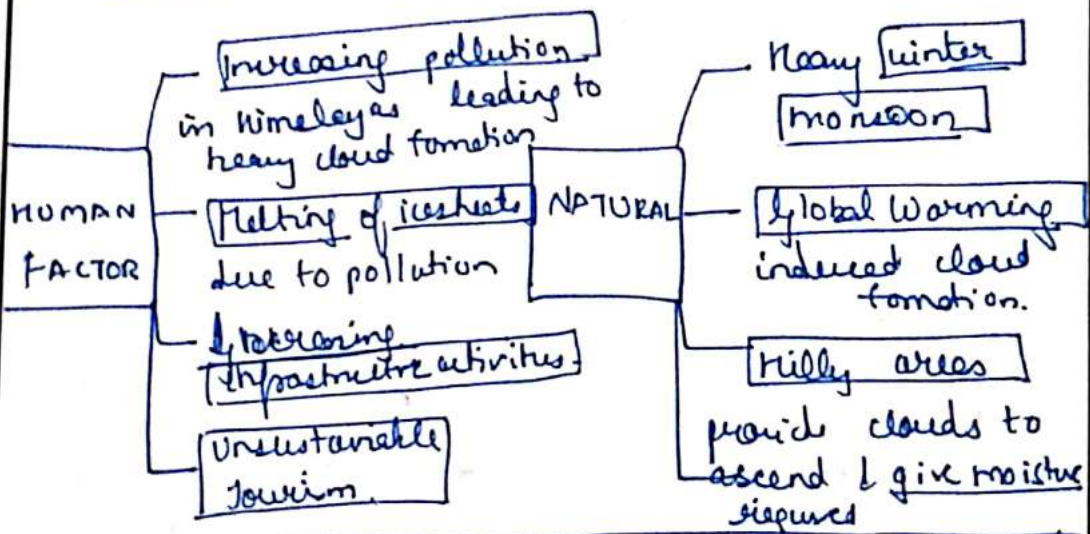 HUMAN
FACTOR
Increasing pollution
in Himalayas leading to
heavy cloud formation
Melting of icesheets
due to pollution
Increasing
infrastructre activities.
Unsustainable
Tourism.
NATURAL
Heavy winter
monsoon
Global Warming
induced cloud
formation.
Hilly areas
provide clouds to
ascend & give moistue
required